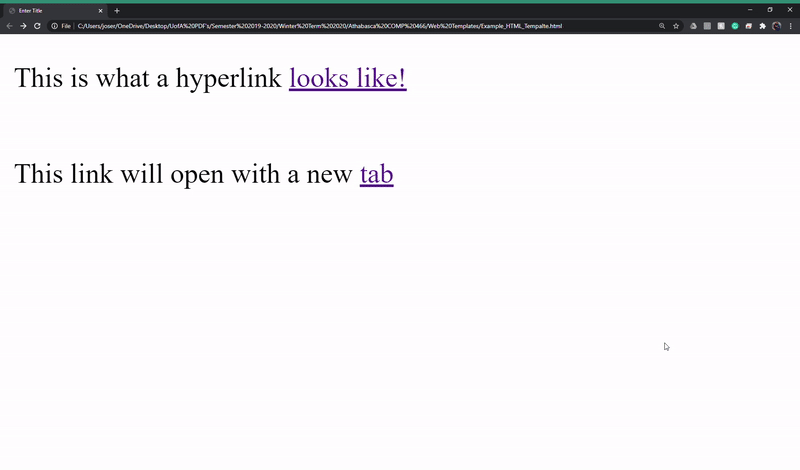 Enter Title
File C:/Users/joser/OneDrive/Desktop/UofA%20PDF's/Semester%202019-2020/Winter%20Term%202020/Athabasca%20COMP%20466/Web%20Templates/Example_HTML_Tempalte.html
This is what a hyperlink looks like!
This link will open with a new tab